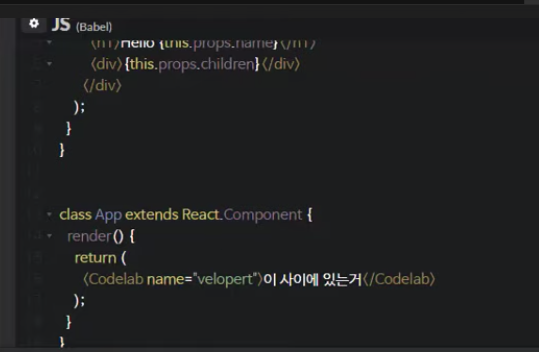 JS (Babel)
<h1>Hello {this.props.name}</h1>
<div>{this.props.children}</div>
</div>
);
}
}
class App extends React.Component {
render() {
return (
<Codelab name="velopert">이 사이에 있는거</Codelab>
);
}
}